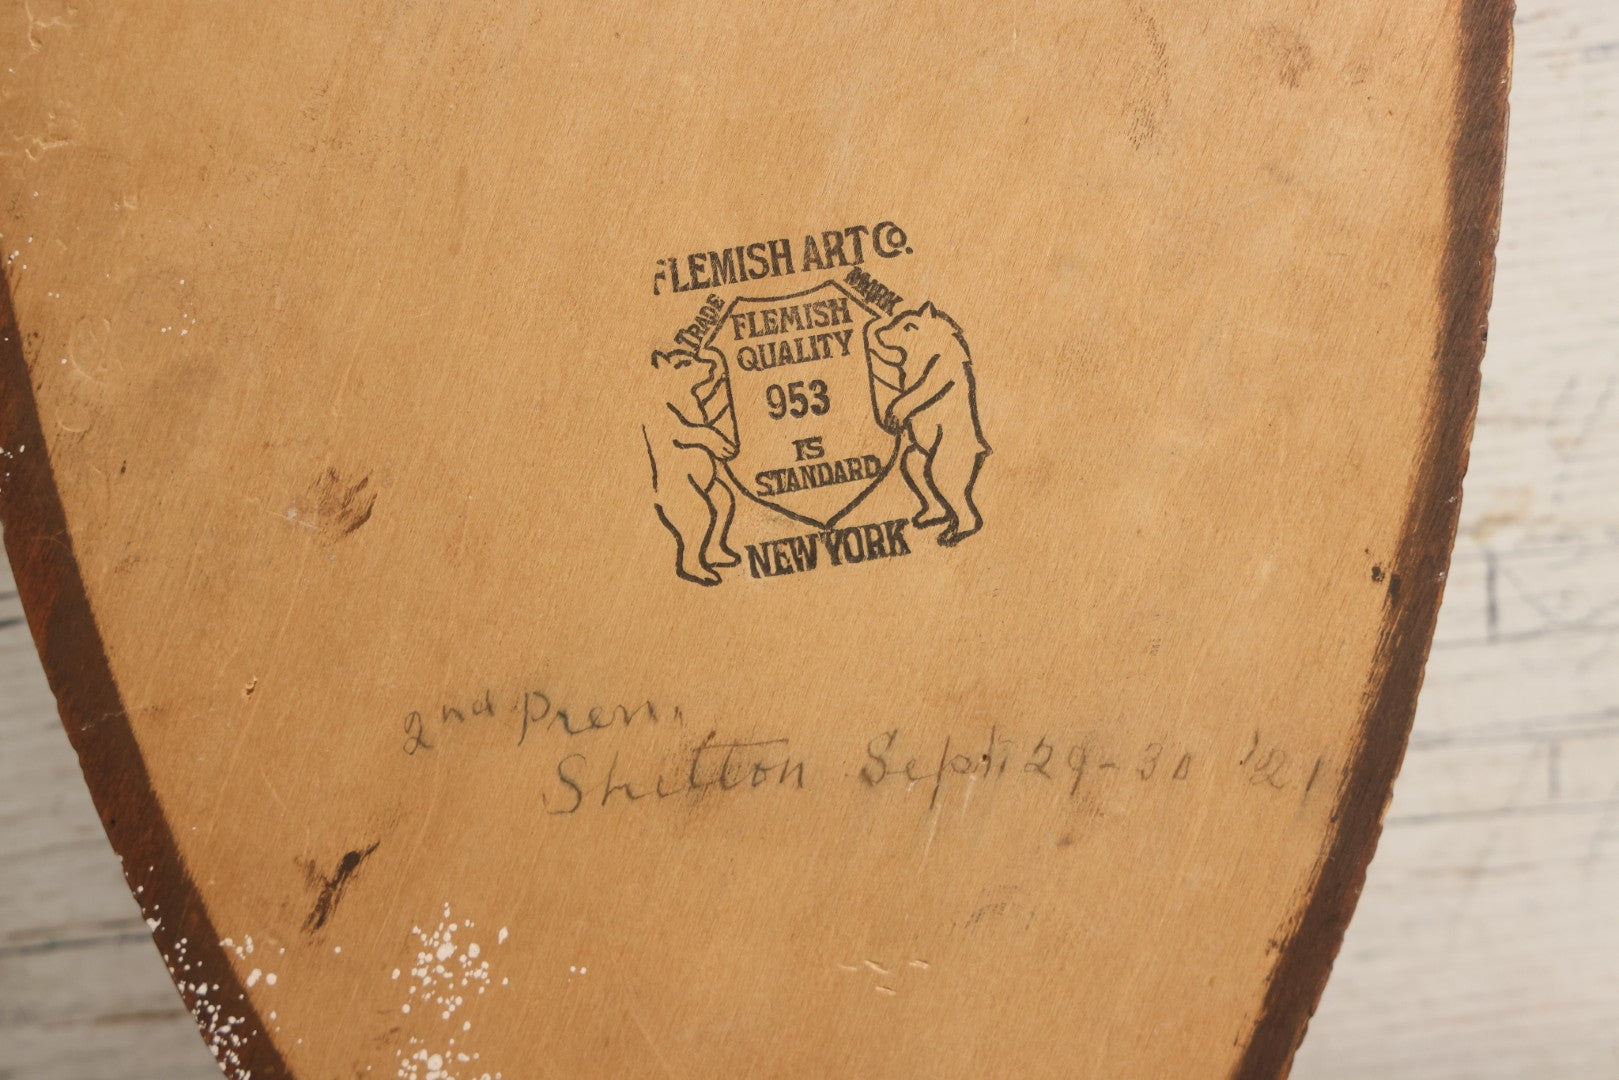 FLEMISH ART CO.
TRADE MARK
FLEMISH
QUALITY
953
IS
STANDARD
NEW YORK
2nd Prem.
Shelton Sept. 29-30 '21